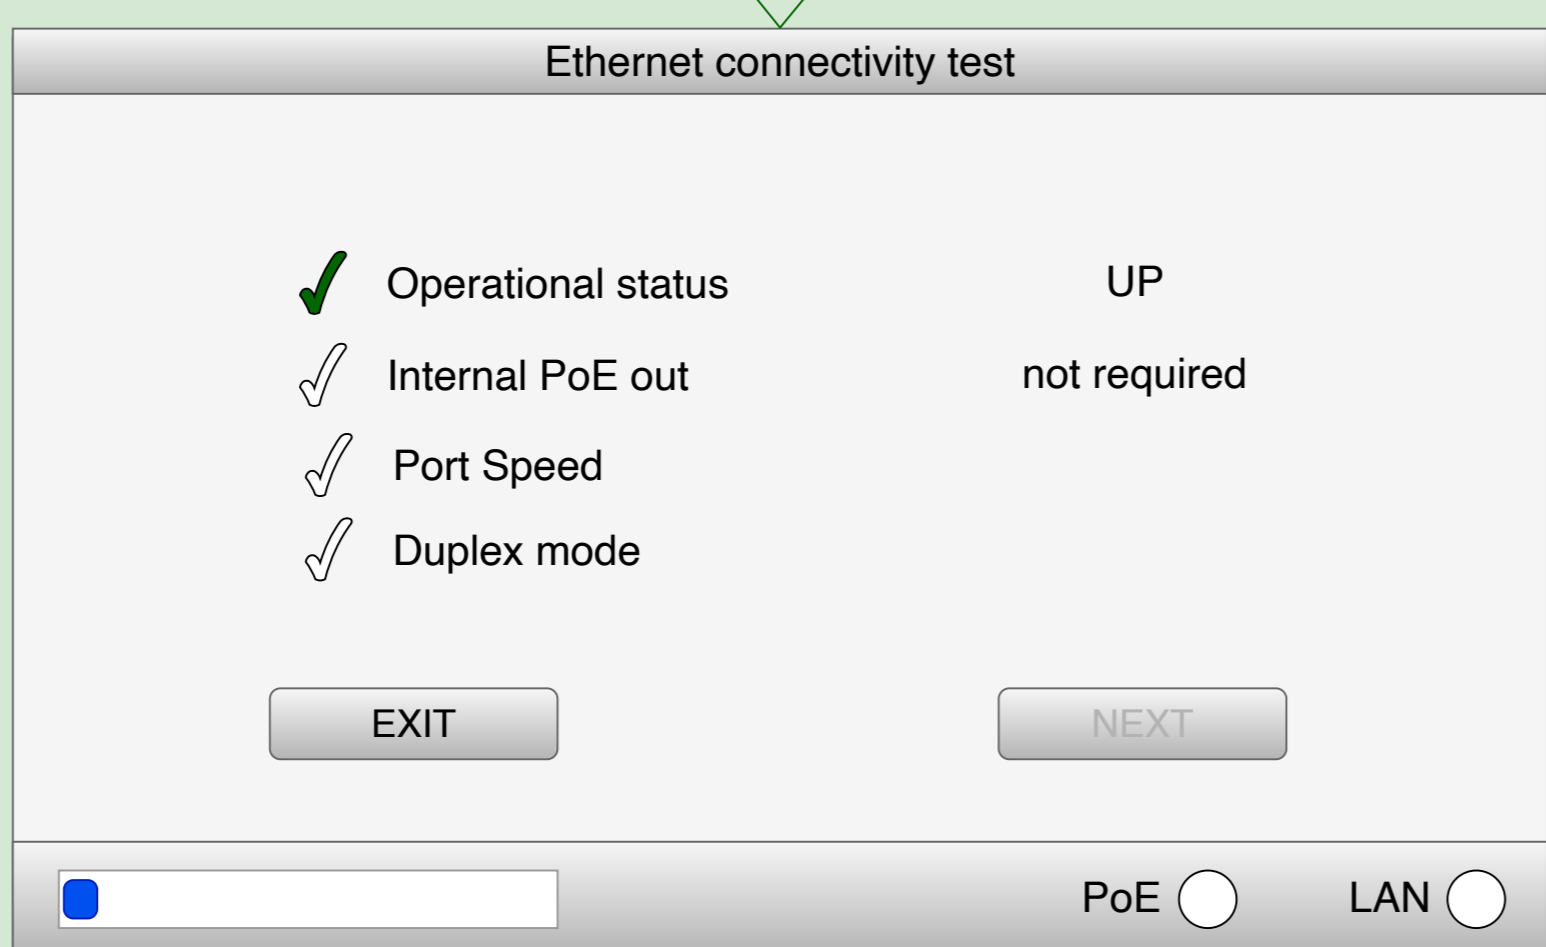 Ethernet connectivity test
Operational status UP
Internal PoE out not required
Port Speed
Duplex mode
EXIT NEXT
PoE LAN